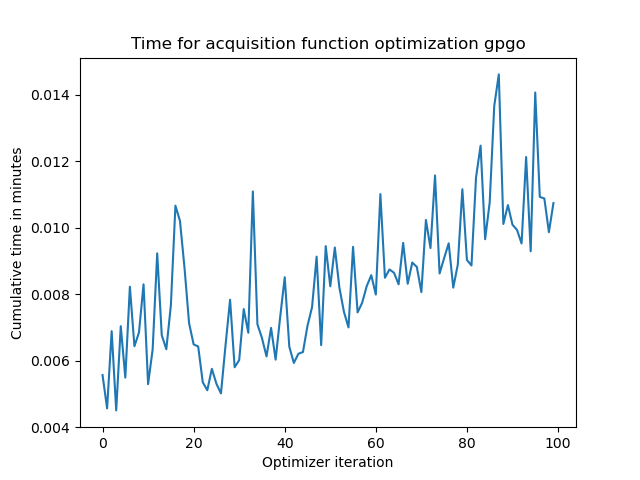 Time for acquisition function optimization gpgo
0.014
0.012
0.010
0.008
0.006
0.004
Cumulative time in minutes
0 20 40 60 80 100
Optimizer iteration